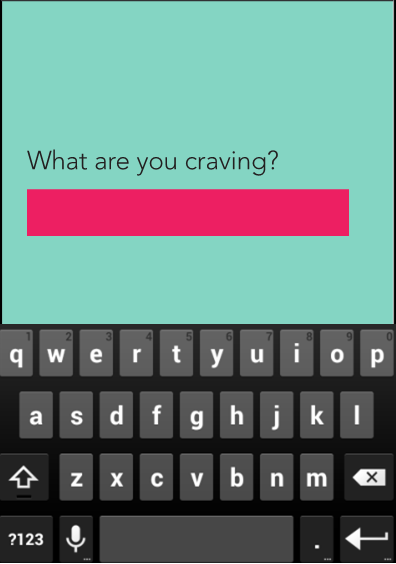 What are you craving?
1 2 3 4 5 6 7 8 9 0
q w e r t y u i o p
a s d f g h j k l
z x c v b n m
?123 ... . ...